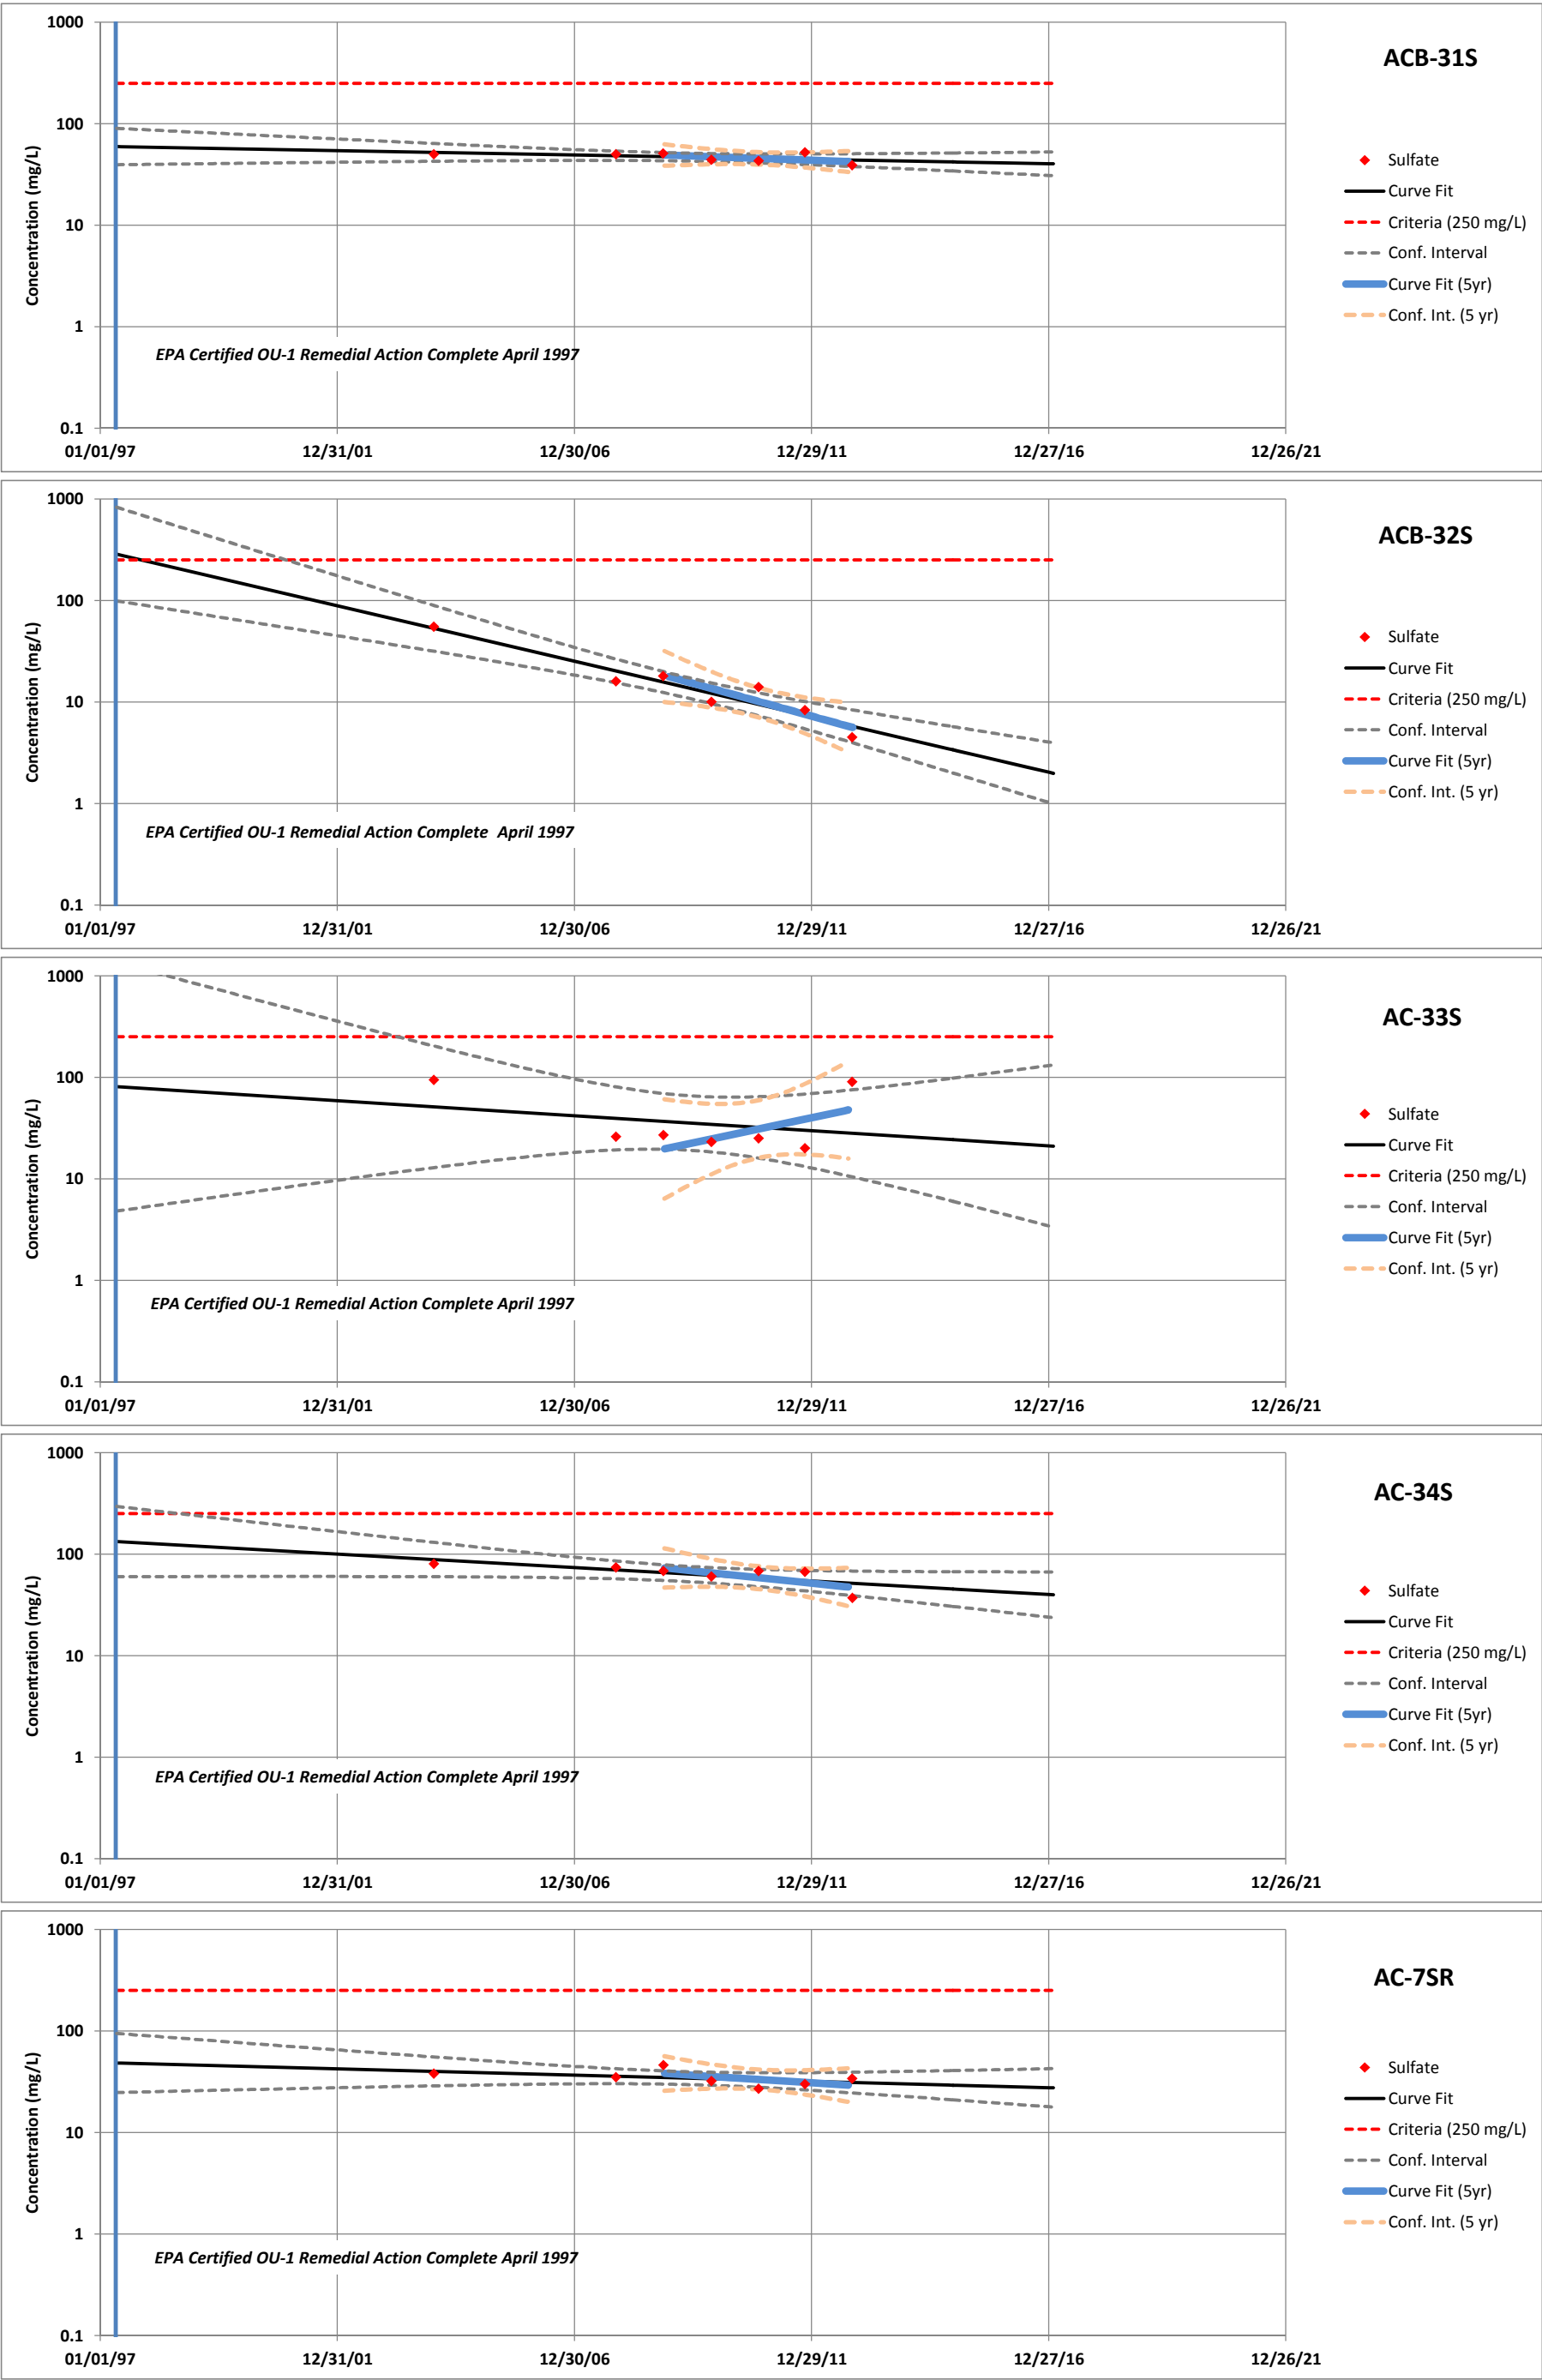 ACB-31S
Concentration (mg/L)
1000
100
10
1
0.1
01/01/97 12/31/01 12/30/06 12/29/11 12/27/16 12/26/21
EPA Certified OU-1 Remedial Action Complete April 1997
Sulfate
Curve Fit
Criteria (250 mg/L)
Conf. Interval
Curve Fit (5yr)
Conf. Int. (5 yr)
ACB-32S
Concentration (mg/L)
1000
100
10
1
0.1
01/01/97 12/31/01 12/30/06 12/29/11 12/27/16 12/26/21
EPA Certified OU-1 Remedial Action Complete  April 1997
Sulfate
Curve Fit
Criteria (250 mg/L)
Conf. Interval
Curve Fit (5yr)
Conf. Int. (5 yr)
AC-33S
Concentration (mg/L)
1000
100
10
1
0.1
01/01/97 12/31/01 12/30/06 12/29/11 12/27/16 12/26/21
EPA Certified OU-1 Remedial Action Complete April 1997
Sulfate
Curve Fit
Criteria (250 mg/L)
Conf. Interval
Curve Fit (5yr)
Conf. Int. (5 yr)
AC-34S
Concentration (mg/L)
1000
100
10
1
0.1
01/01/97 12/31/01 12/30/06 12/29/11 12/27/16 12/26/21
EPA Certified OU-1 Remedial Action Complete April 1997
Sulfate
Curve Fit
Criteria (250 mg/L)
Conf. Interval
Curve Fit (5yr)
Conf. Int. (5 yr)
AC-7SR
Concentration (mg/L)
1000
100
10
1
0.1
01/01/97 12/31/01 12/30/06 12/29/11 12/27/16 12/26/21
EPA Certified OU-1 Remedial Action Complete April 1997
Sulfate
Curve Fit
Criteria (250 mg/L)
Conf. Interval
Curve Fit (5yr)
Conf. Int. (5 yr)